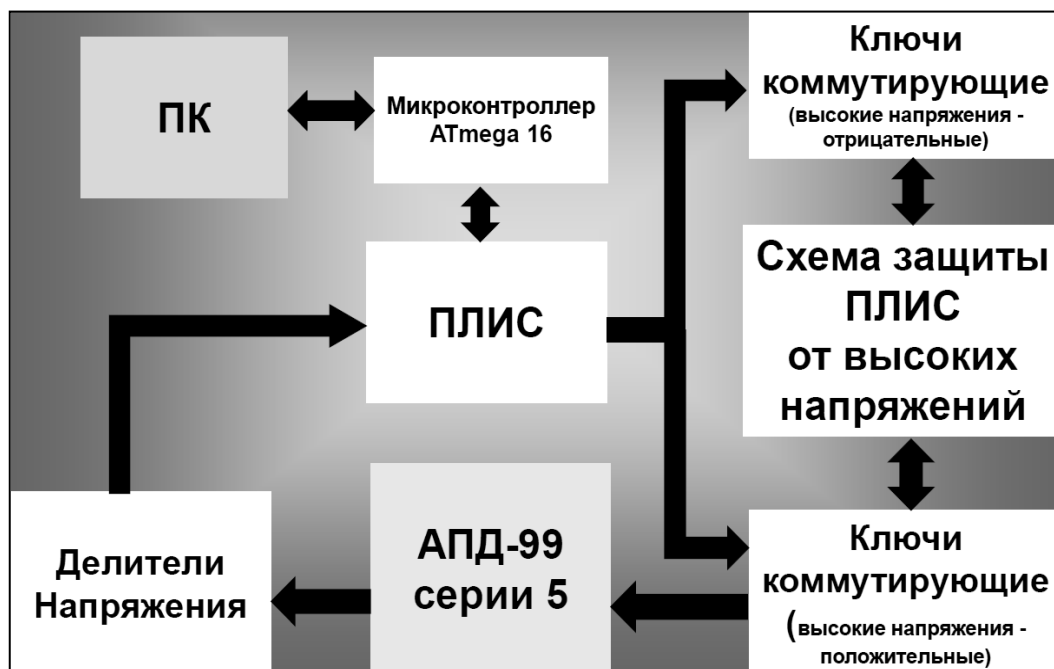 ПК
Микроконтроллер
ATmega 16
Ключи
коммутирующие
(высокие напряжения -
отрицательные)
ПЛИС
Схема защиты
ПЛИС
от высоких
напряжений
Делители
Напряжения
АПД-99
серии 5
Ключи
коммутирующие
(высокие напряжения -
положительные)